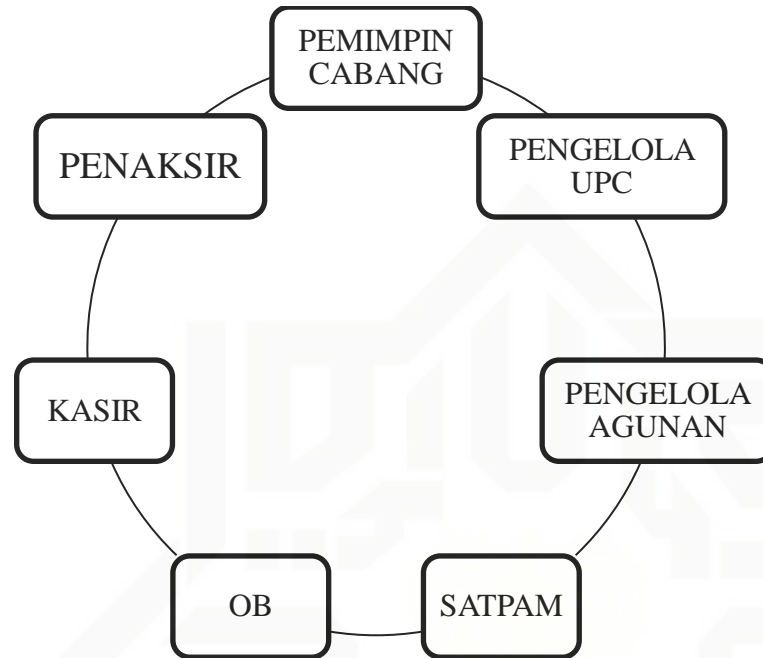 PEMIMPIN
CABANG
PENGELOLA
UPC
PENGELOLA
AGUNAN
SATPAM
OB
KASIR
PENAKSIR